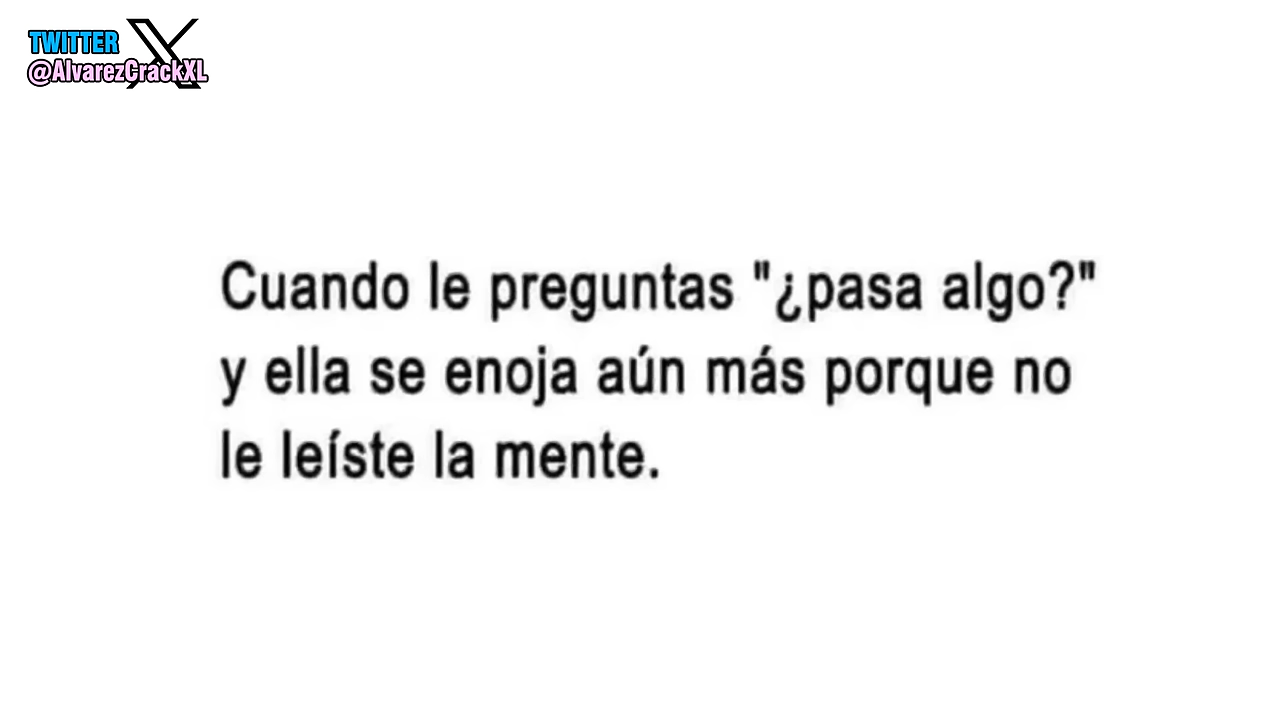 TWITTER
@AlvarezCrackXL
Cuando le preguntas "¿pasa algo?"
y ella se enoja aún más porque no
le leíste la mente.